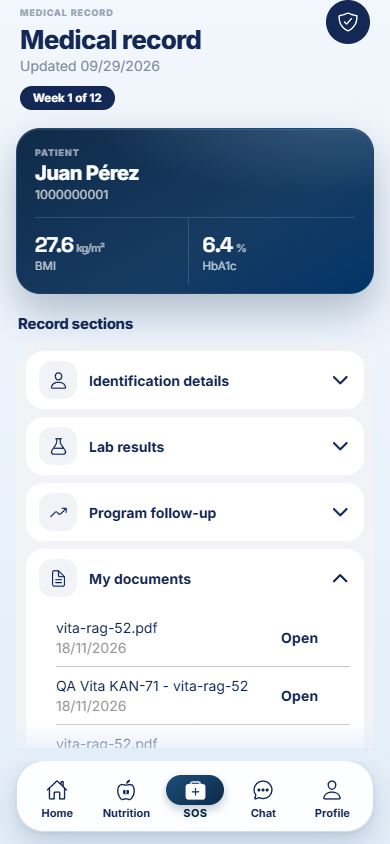 MEDICAL RECORD
Medical record
Updated 09/29/2026
Week 1 of 12
PATIENT
Juan Pérez
1000000001
27.6 kg/m²
BMI
6.4 %
HbA1c
Record sections
Identification details
Lab results
Program follow-up
My documents
vita-rag-52.pdf
18/11/2026
Open
QA Vita KAN-71 - vita-rag-52
18/11/2026
Open
vita-rag-52.pdf
Home
Nutrition
SOS
Chat
Profile